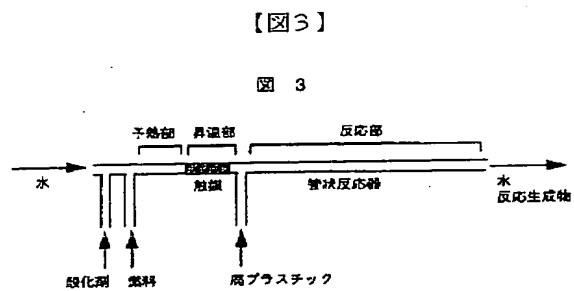 【図3】
図 3
予熱部 昇温部 反応部
水 触媒 管状反応器 水
反応生成物
酸化剤 燃料 廃プラスチック